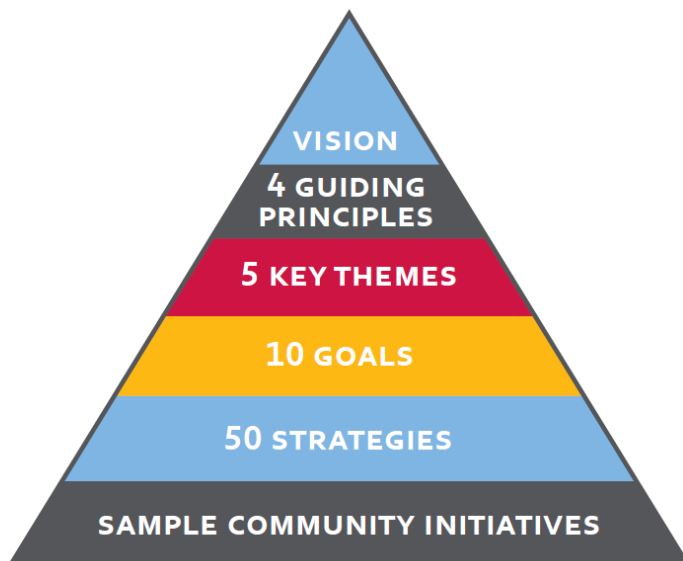 VISION
4 GUIDING
PRINCIPLES
5 KEY THEMES
10 GOALS
50 STRATEGIES
SAMPLE COMMUNITY INITIATIVES